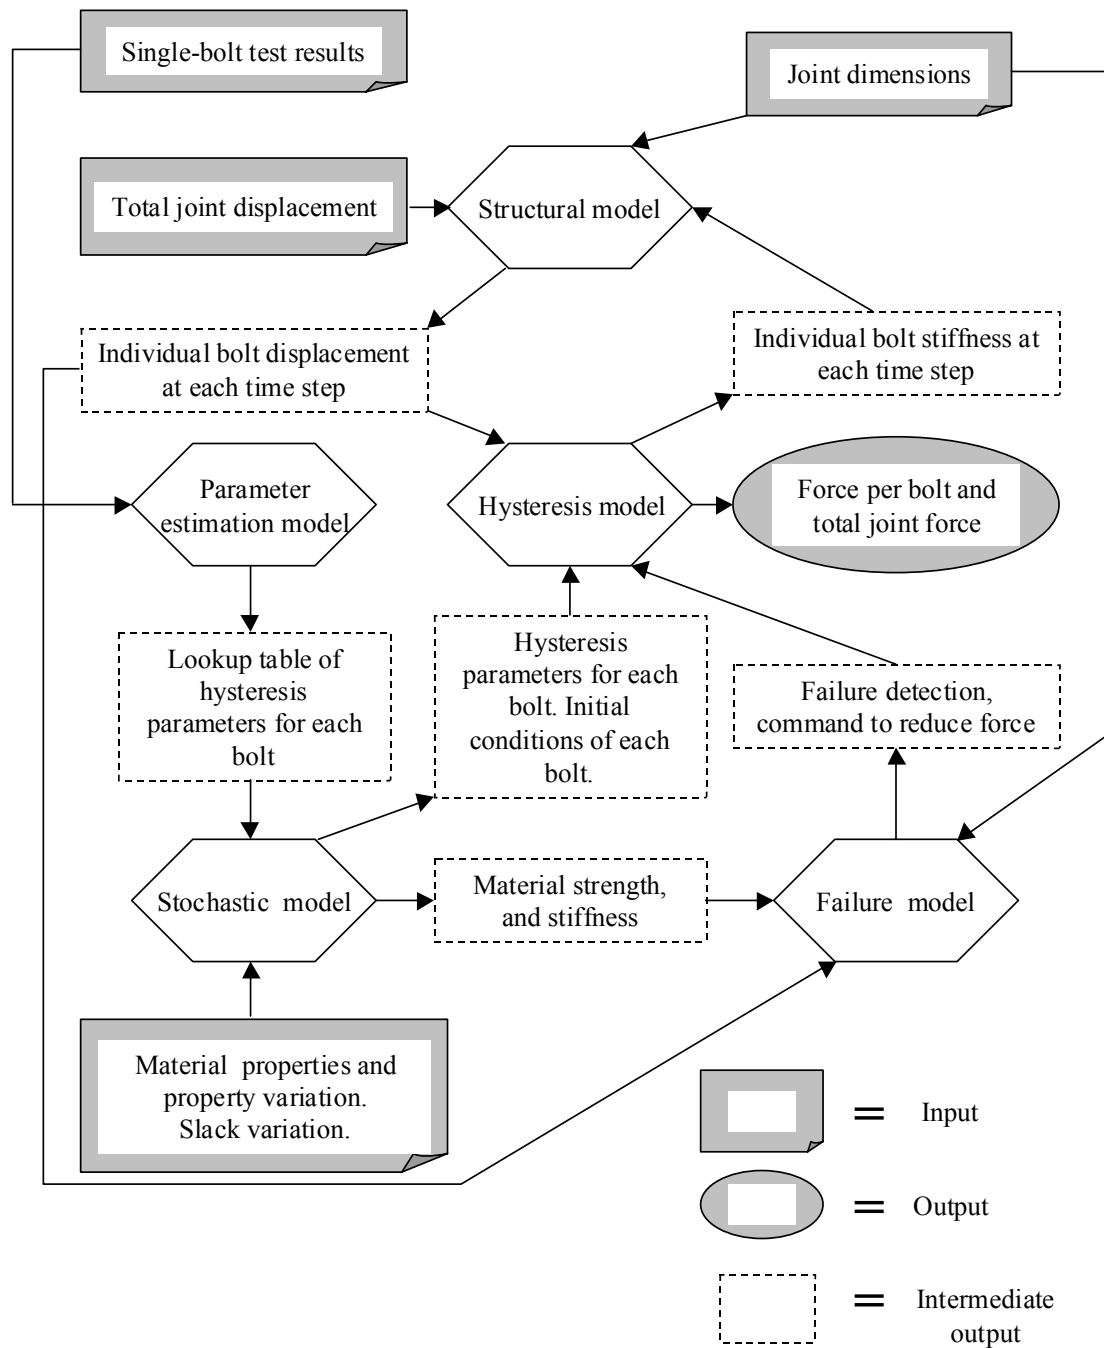 Single-bolt test results
Joint dimensions
Total joint displacement
Structural model
Individual bolt displacement
at each time step
Individual bolt stiffness at
each time step
Parameter
estimation model
Hysteresis model
Force per bolt and
total joint force
Lookup table of
hysteresis
parameters for each
bolt
Hysteresis
parameters for each
bolt. Initial
conditions of each
bolt.
Failure detection,
command to reduce force
Stochastic model
Material strength,
and stiffness
Failure model
Material properties and
property variation.
Slack variation.
= Input
= Output
= Intermediate
output